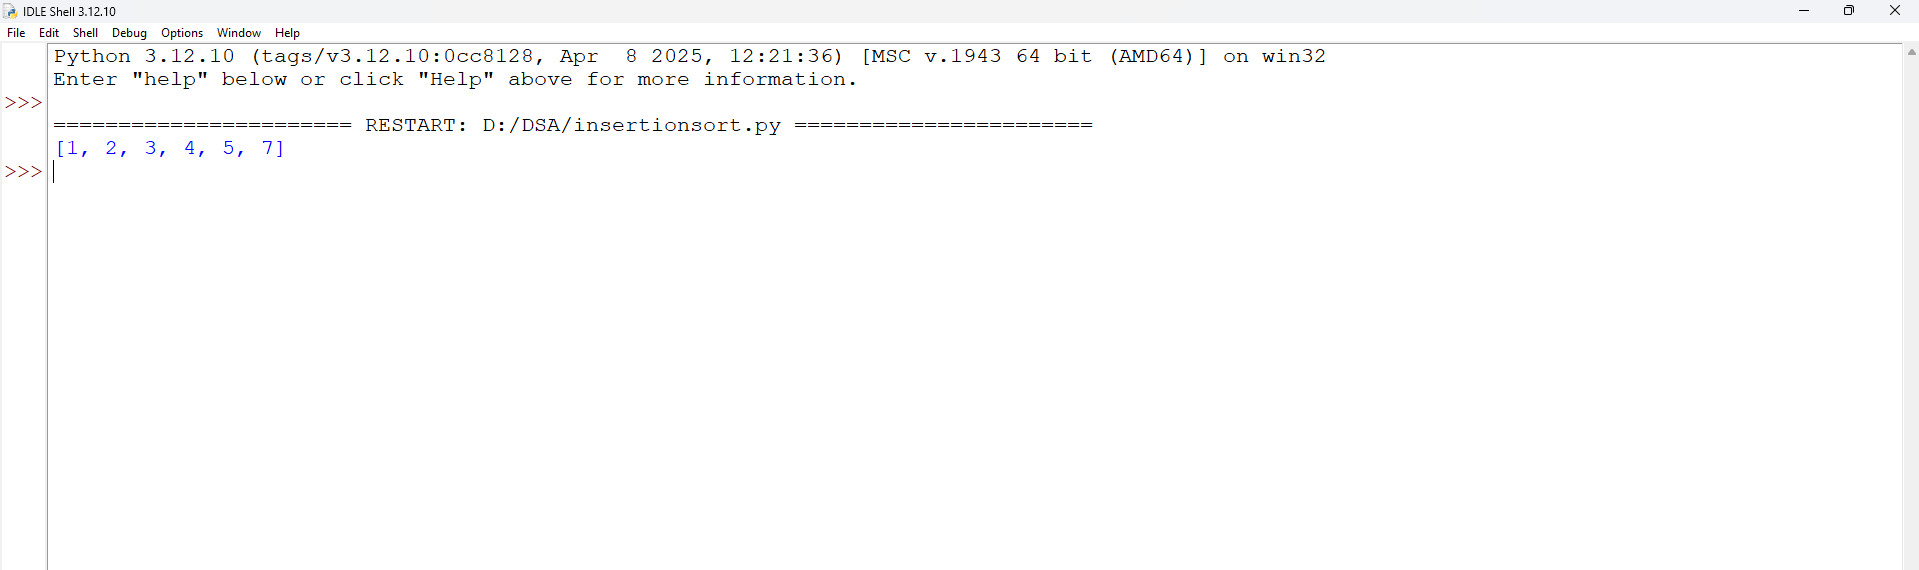 IDLE Shell 3.12.10
File Edit Shell Debug Options Window Help
Python 3.12.10 (tags/v3.12.10:0cc8128, Apr  8 2025, 12:21:36) [MSC v.1943 64 bit (AMD64)] on win32
Enter "help" below or click "Help" above for more information.
>>>
======================= RESTART: D:/DSA/insertionsort.py =======================
[1, 2, 3, 4, 5, 7]
>>>